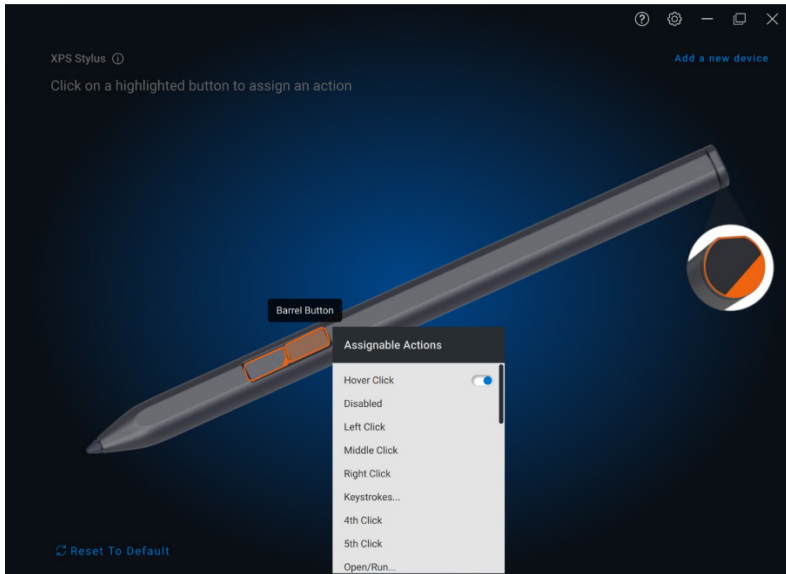 XPS Stylus
Add a new device
Click on a highlighted button to assign an action
Barrel Button
Assignable Actions
Hover Click
Disabled
Left Click
Middle Click
Right Click
Keystrokes...
4th Click
5th Click
Open/Run...
Reset To Default